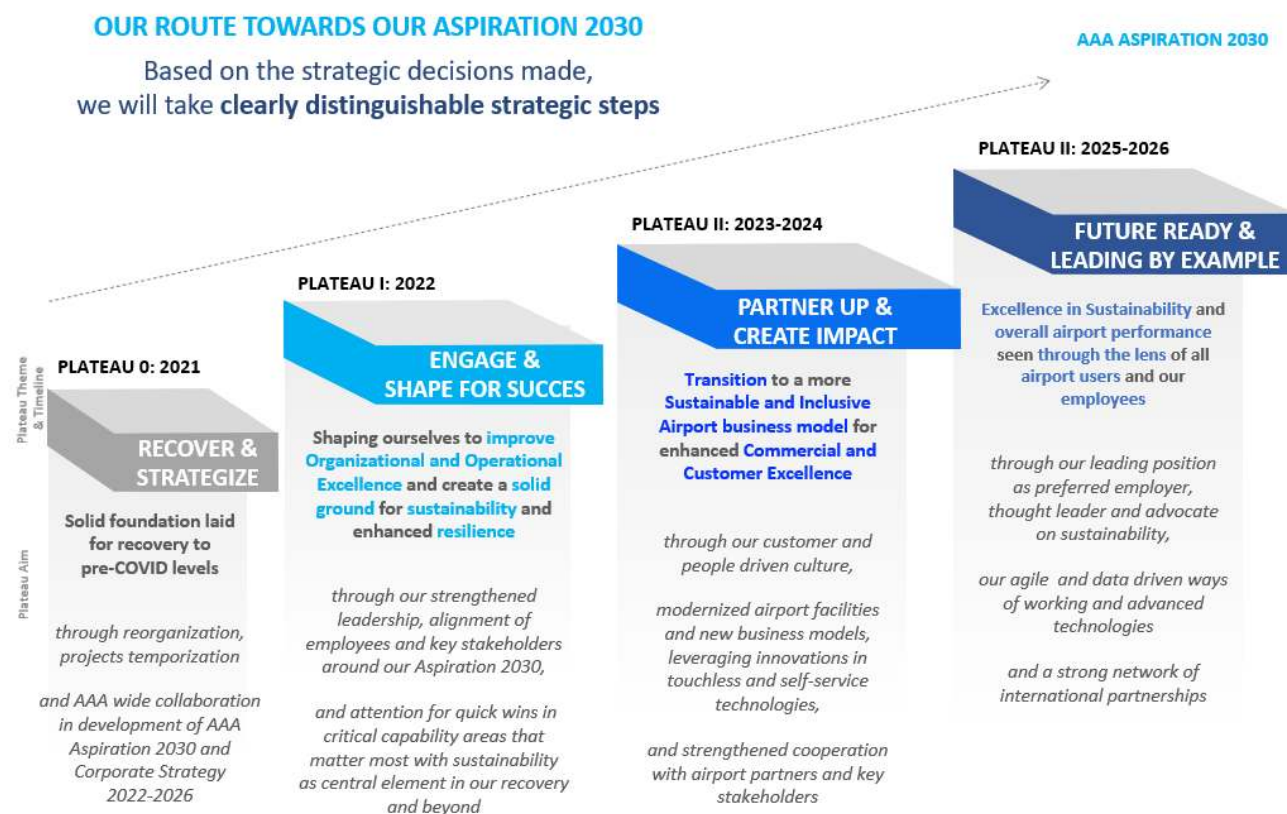 OUR ROUTE TOWARDS OUR ASPIRATION 2030
Based on the strategic decisions made,
we will take clearly distinguishable strategic steps
AAA ASPIRATION 2030
Plateau Theme
& Timeline
Plateau Aim
PLATEAU 0: 2021
RECOVER &
STRATEGIZE
Solid foundation laid
for recovery to
pre-COVID levels
through reorganization,
projects temporization
and AAA wide collaboration
in development of AAA
Aspiration 2030 and
Corporate Strategy
2022-2026
PLATEAU I: 2022
ENGAGE &
SHAPE FOR SUCCES
Shaping ourselves to improve
Organizational and Operational
Excellence and create a solid
ground for sustainability and
enhanced resilience
through our strengthened
leadership, alignment of
employees and key stakeholders
around our Aspiration 2030,
and attention for quick wins in
critical capability areas that
matter most with sustainability
as central element in our recovery
and beyond
PLATEAU II: 2023-2024
PARTNER UP &
CREATE IMPACT
Transition to a more
Sustainable and Inclusive
Airport business model for
enhanced Commercial and
Customer Excellence
through our customer and
people driven culture,
modernized airport facilities
and new business models,
leveraging innovations in
touchless and self-service
technologies,
and strengthened cooperation
with airport partners and key
stakeholders
PLATEAU II: 2025-2026
FUTURE READY &
LEADING BY EXAMPLE
Excellence in Sustainability and
overall airport performance
seen through the lens of all
airport users and our
employees
through our leading position
as preferred employer,
thought leader and advocate
on sustainability,
our agile and data driven ways
of working and advanced
technologies
and a strong network of
international partnerships